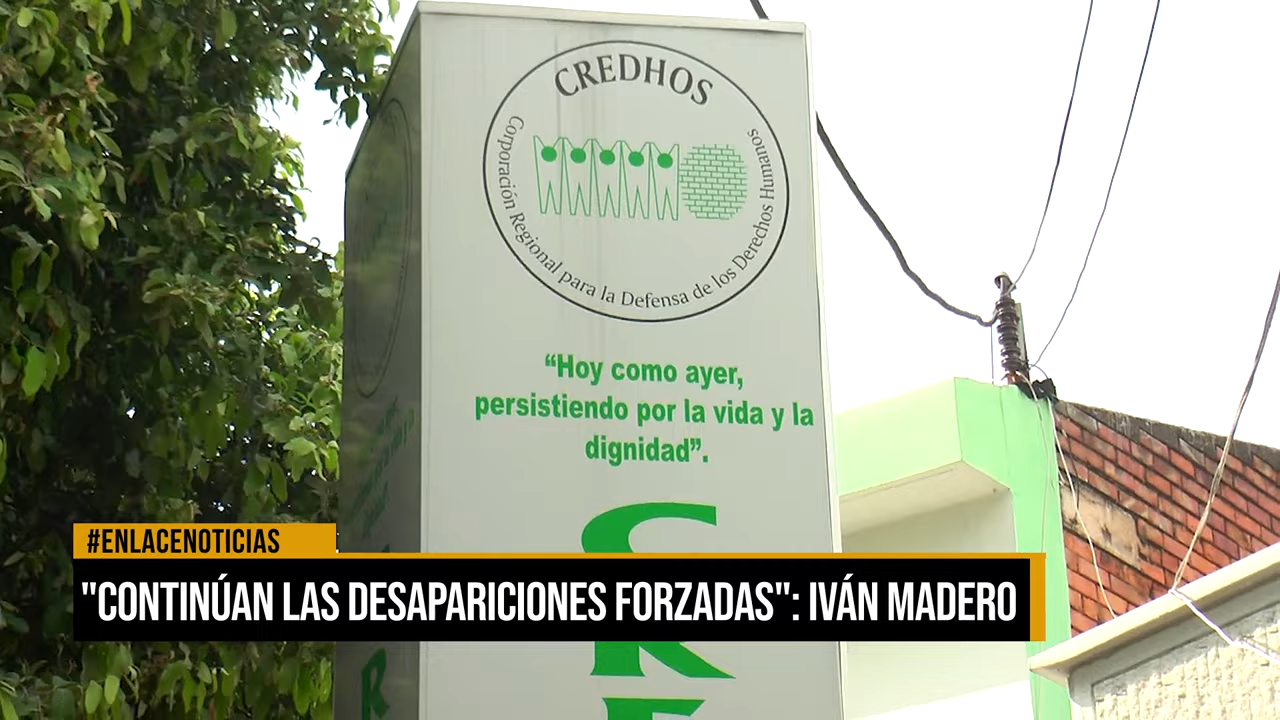 CREDHOS
Corporación Regional para la Defensa de los Derechos Humanos
“Hoy como ayer,
persistiendo por la vida y la
dignidad”.
C
R
E
R
#ENLACENOTICIAS
"CONTINÚAN LAS DESAPARICIONES FORZADAS": IVÁN MADERO